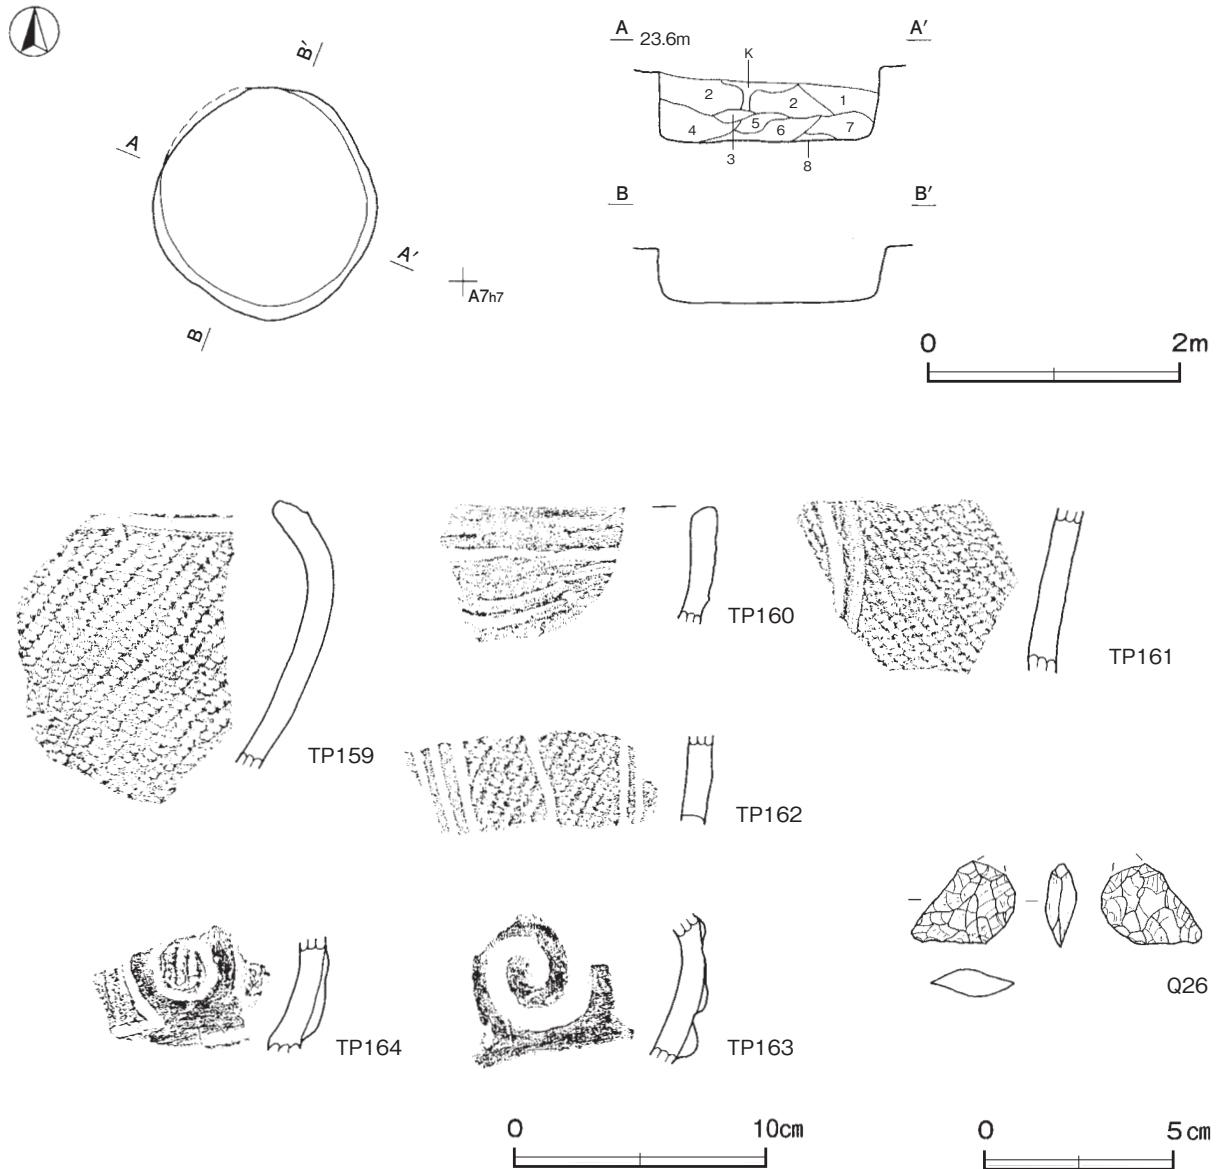 A 23.6m A′
K
2 2 1
4 5 6 7
3 8
B′
A
A′
A7h7
B
B B′
0 2m
TP159
TP160
TP161
TP162
TP164
TP163
Q26
0 10cm
0 5cm